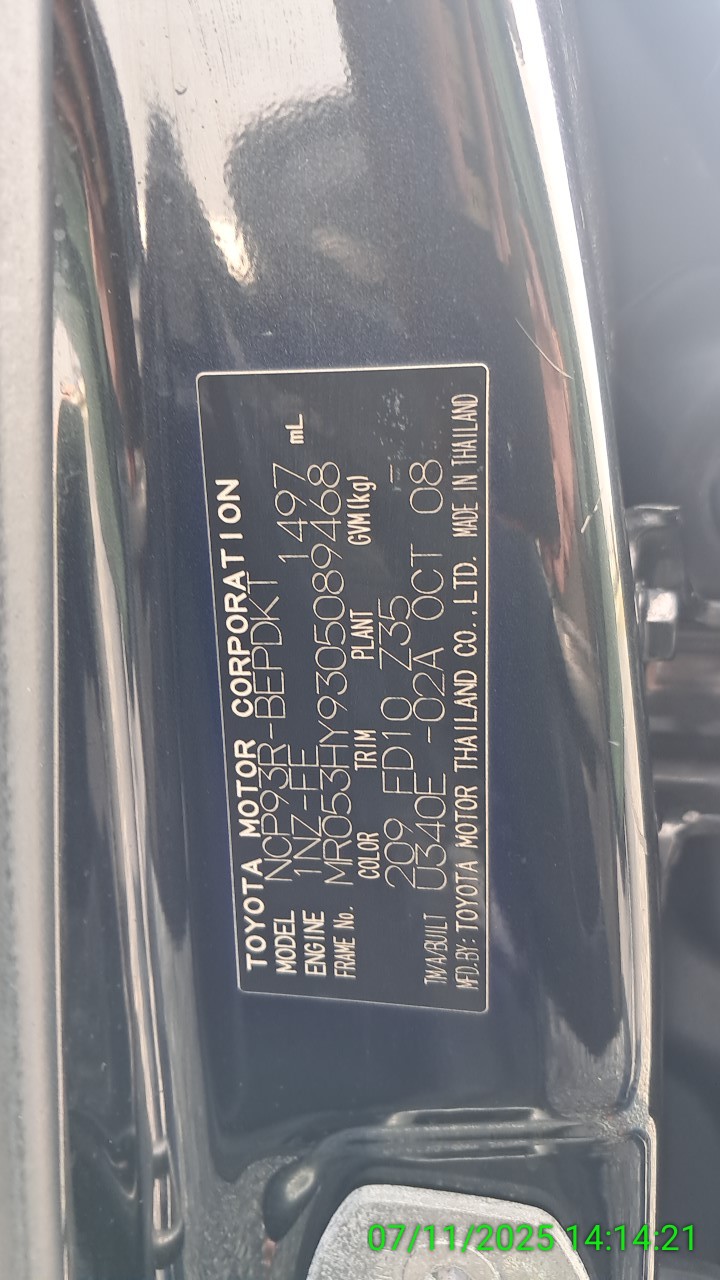 TOYOTA MOTOR CORPORATION
MODEL NCP93R-BEPDKT
ENGINE 1NZ-FE 1497 mL
FRAME No. MR053HY9305089468
COLOR TRIM PLANT GVM(kg)
209 FD10 Z35 -
TM/A/BUILT U340E -02A OCT 08
MFD.BY: TOYOTA MOTOR THAILAND CO.,LTD. MADE IN THAILAND
07/11/2025 14:14:21